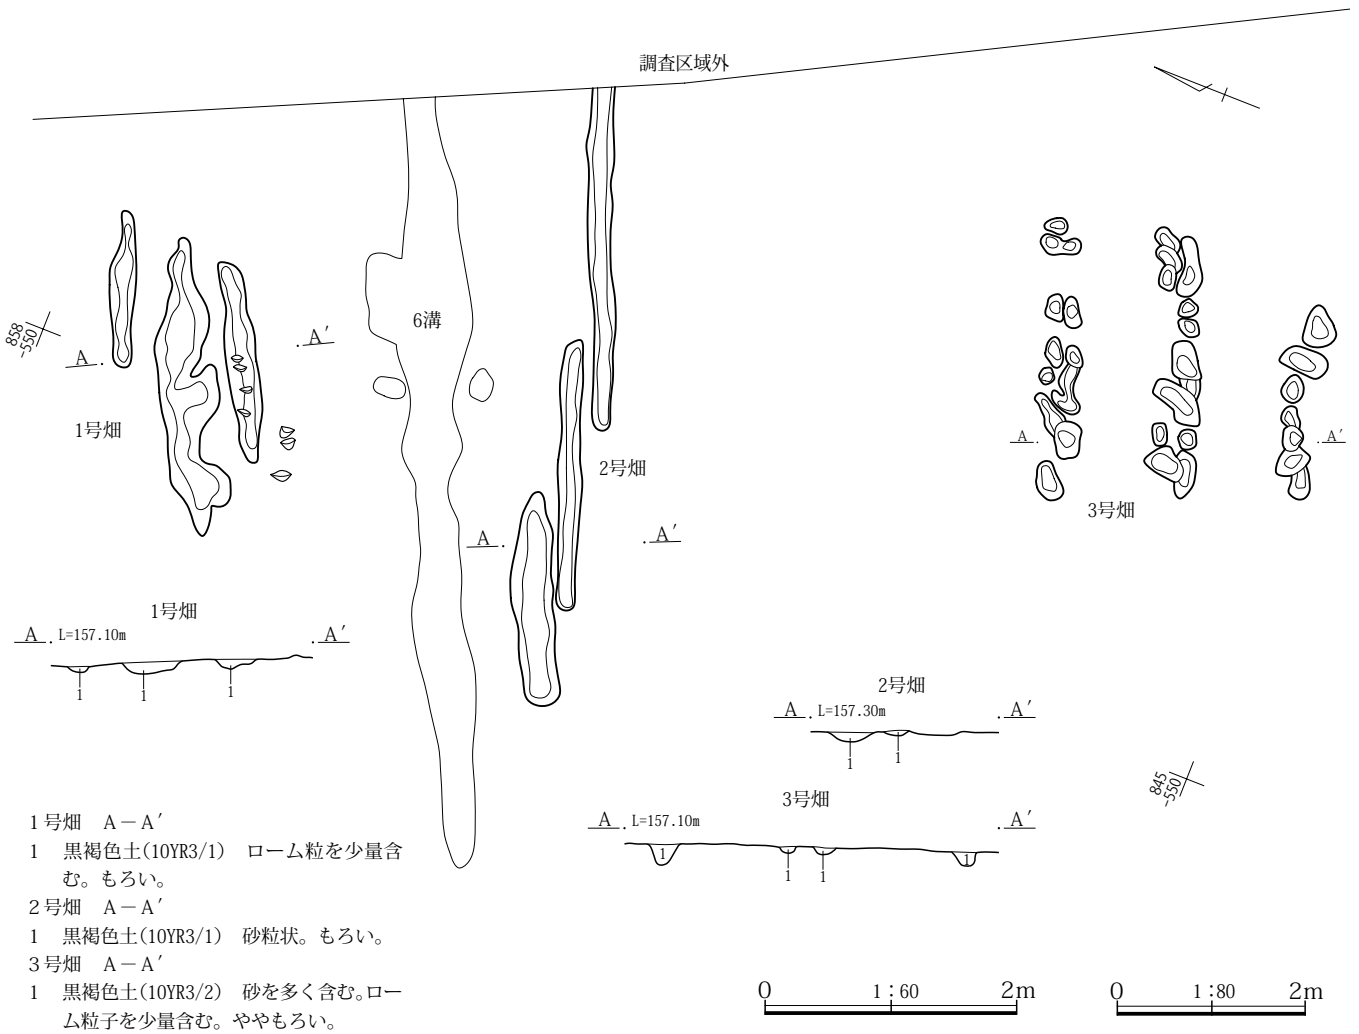 調査区域外
6溝
858
-550
A A′
1号畑
2号畑
A A′
A A′
3号畑
1号畑
A L=157.10m A′
1 1 1
2号畑
A L=157.30m A′
1 1
845
-550
3号畑
A L=157.10m A′
1 1 1 1
1号畑 A－A′
1 黒褐色土(10YR3/1) ローム粒を少量含
む。もろい。
2号畑 A－A′
1 黒褐色土(10YR3/1) 砂粒状。もろい。
3号畑 A－A′
1 黒褐色土(10YR3/2) 砂を多く含む。ロー
ム粒子を少量含む。ややもろい。
0 1：60 2m
0 1：80 2m